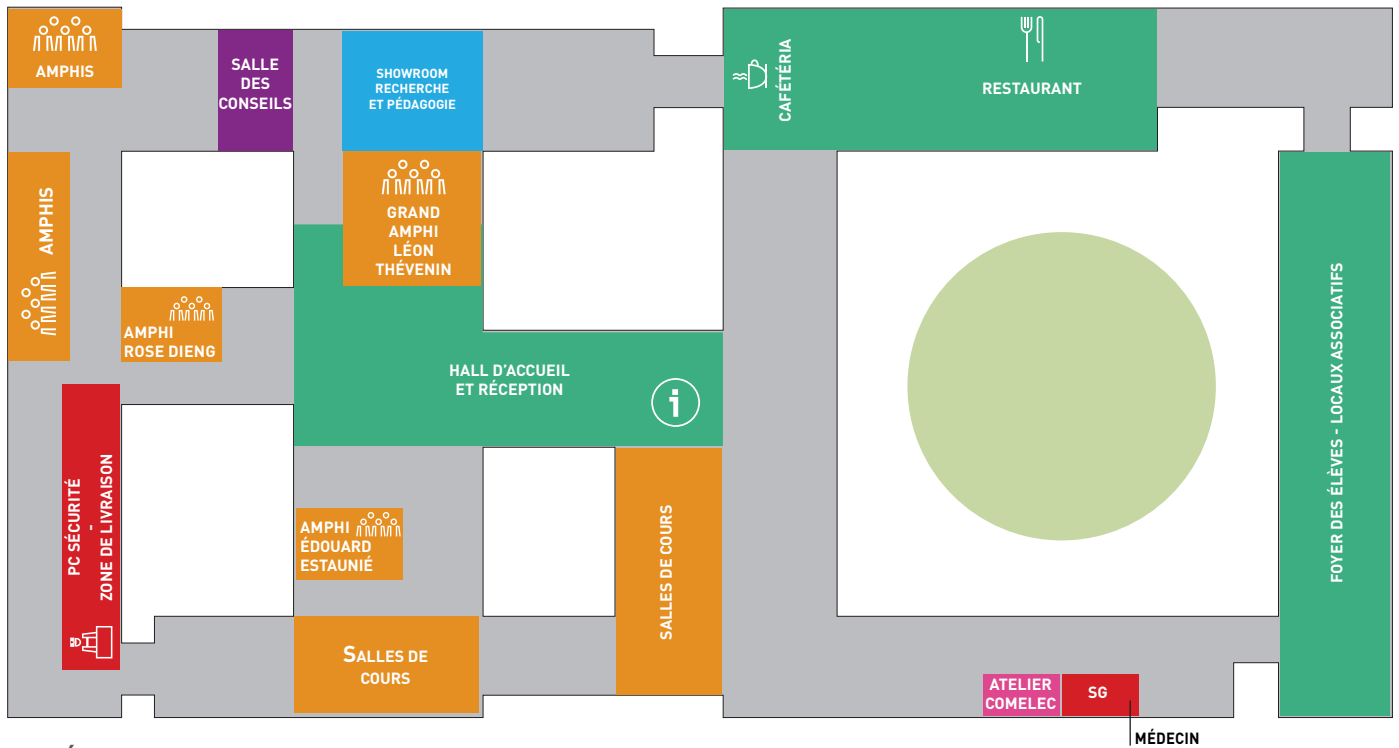 AMPHIS
SALLE
DES
CONSEILS
SHOWROOM
RECHERCHE
ET PÉDAGOGIE
CAFÉTÉRIA
RESTAURANT
AMPHIS
GRAND
AMPHI
LÉON
THÉVENIN
AMPHI
ROSE DIENG
HALL D'ACCUEIL
ET RÉCEPTION
i
FOYER DES ÉLÈVES - LOCAUX ASSOCIATIFS
PC SÉCURITÉ
-
ZONE DE LIVRAISON
AMPHI
ÉDOUARD
ESTAUNIÉ
SALLES DE COURS
SALLES DE
COURS
ATELIER
COMELEC
SG
MÉDECIN